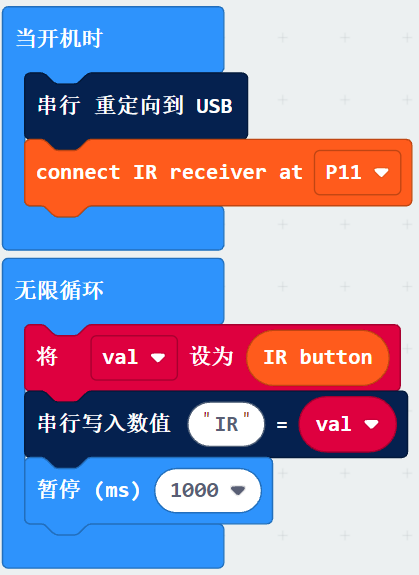 当开机时
串行 重定向到 USB
connect IR receiver at P11
无限循环
将 val 设为 IR button
串行写入数值 "IR" = val
暂停 (ms) 1000